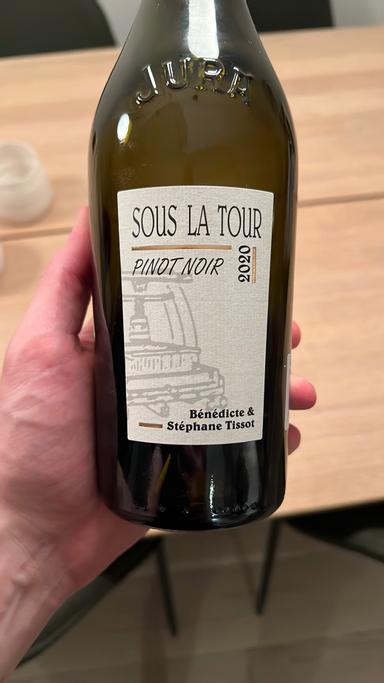 JURA
SOUS LA TOUR
PINOT NOIR
2020
Bénédicte &
Stéphane Tissot